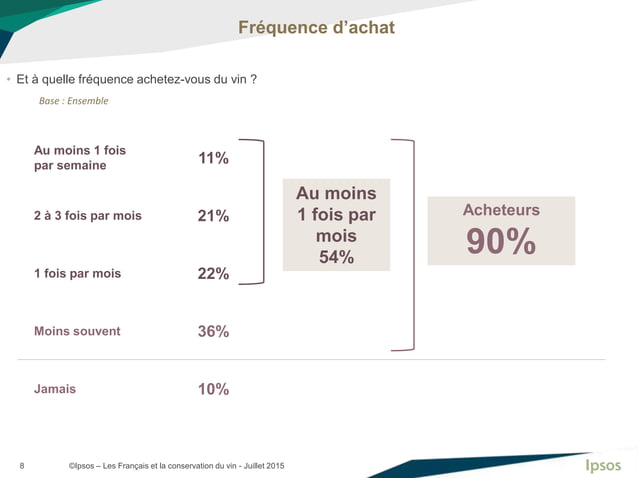 Fréquence d’achat
• Et à quelle fréquence achetez-vous du vin ?
Base : Ensemble
Au moins 1 fois
par semaine
11%
2 à 3 fois par mois
21%
1 fois par mois
22%
Moins souvent
36%
Jamais
10%
Au moins
1 fois par
mois
54%
Acheteurs
90%
8
©Ipsos – Les Français et la conservation du vin - Juillet 2015
Ipsos